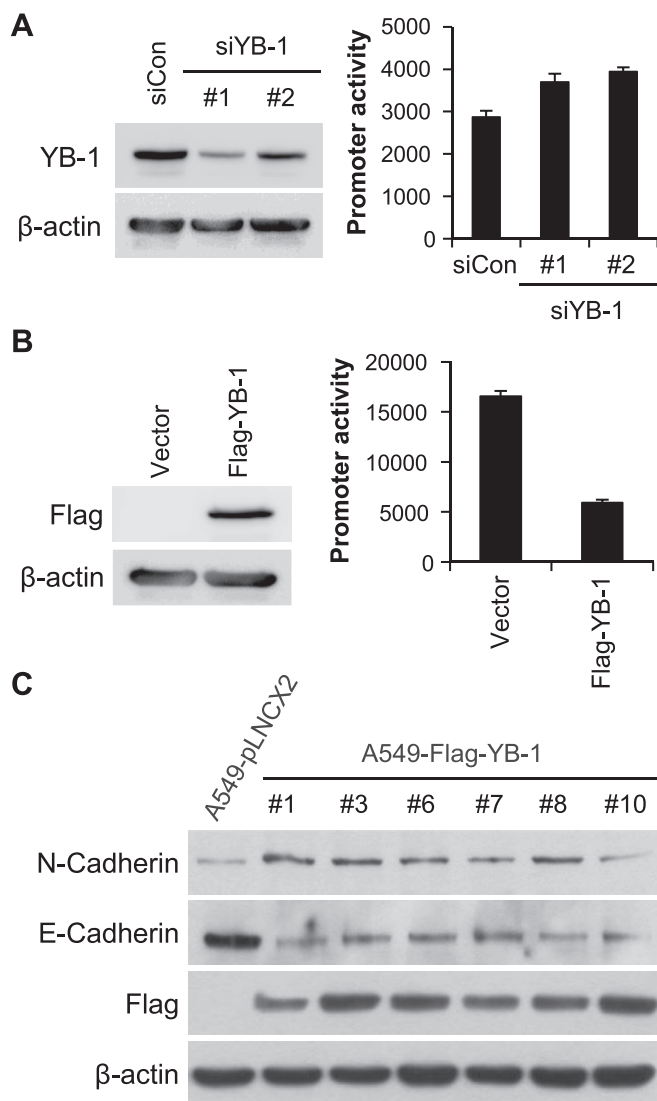 A
siCon
siYB-1
#1 #2
YB-1
β-actin
Promoter activity
5000
4000
3000
2000
1000
0
siCon #1 #2
siYB-1
B
Vector
Flag-YB-1
Flag
β-actin
Promoter activity
20000
15000
10000
5000
0
Vector
Flag-YB-1
C
A549-pLNCX2
A549-Flag-YB-1
#1 #3 #6 #7 #8 #10
N-Cadherin
E-Cadherin
Flag
β-actin